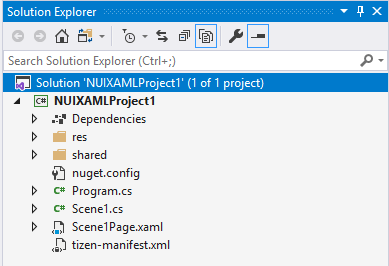 Solution Explorer
Search Solution Explorer (Ctrl+;)
Solution 'NUIXAMLProject1' (1 of 1 project)
C# NUIXAMLProject1
Dependencies
res
shared
nuget.config
C# Program.cs
C# Scene1.cs
Scene1Page.xaml
tizen-manifest.xml